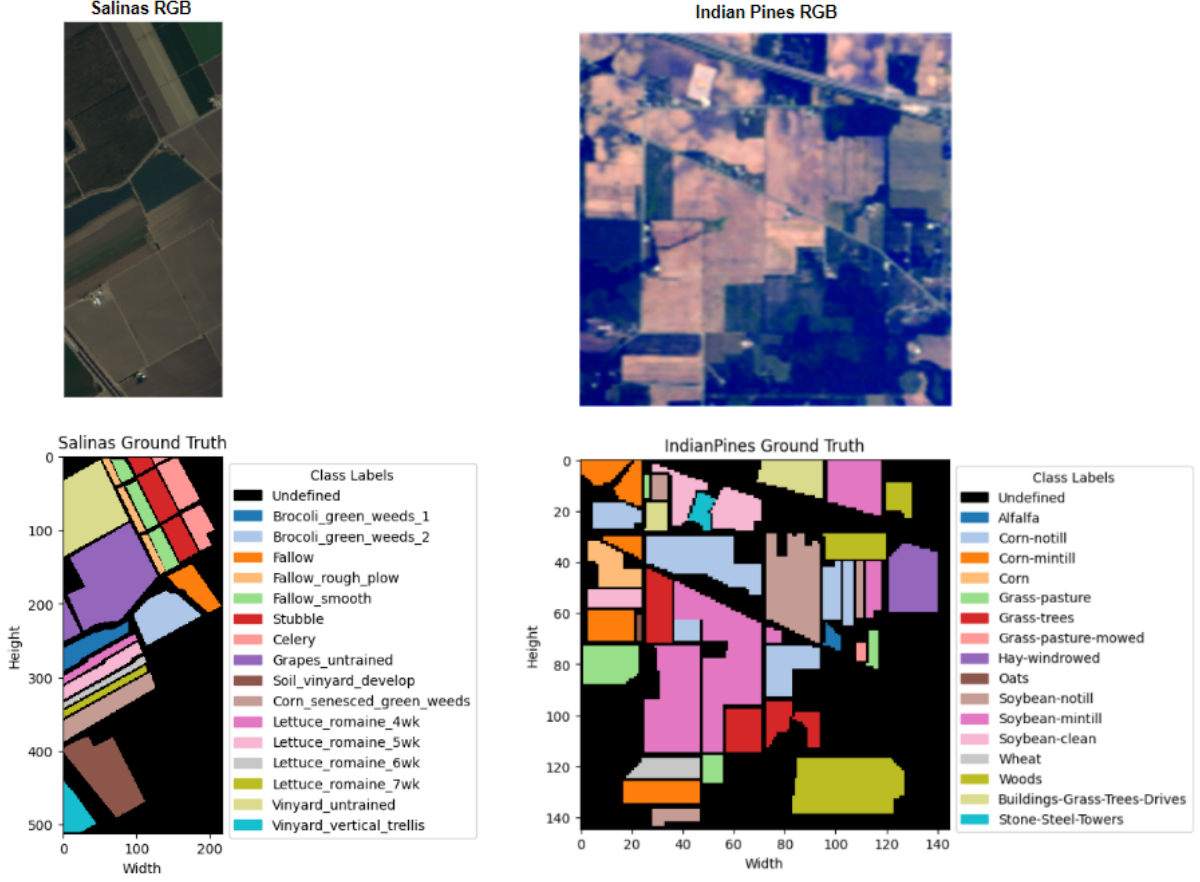 Salinas RGB
Indian Pines RGB
Salinas Ground Truth
0
100
200
300
400
500
Height
0
100
200
Width
Class Labels
Undefined
Brocoli_green_weeds_1
Brocoli_green_weeds_2
Fallow
Fallow_rough_plow
Fallow_smooth
Stubble
Celery
Grapes_untrained
Soil_vinyard_develop
Corn_senesced_green_weeds
Lettuce_romaine_4wk
Lettuce_romaine_5wk
Lettuce_romaine_6wk
Lettuce_romaine_7wk
Vinyard_untrained
Vinyard_vertical_trellis
IndianPines Ground Truth
0
20
40
60
80
100
120
140
Height
0
20
40
60
80
100
120
140
Width
Class Labels
Undefined
Alfalfa
Corn-notill
Corn-mintill
Corn
Grass-pasture
Grass-trees
Grass-pasture-mowed
Hay-windrowed
Oats
Soybean-notill
Soybean-mintill
Soybean-clean
Wheat
Woods
Buildings-Grass-Trees-Drives
Stone-Steel-Towers